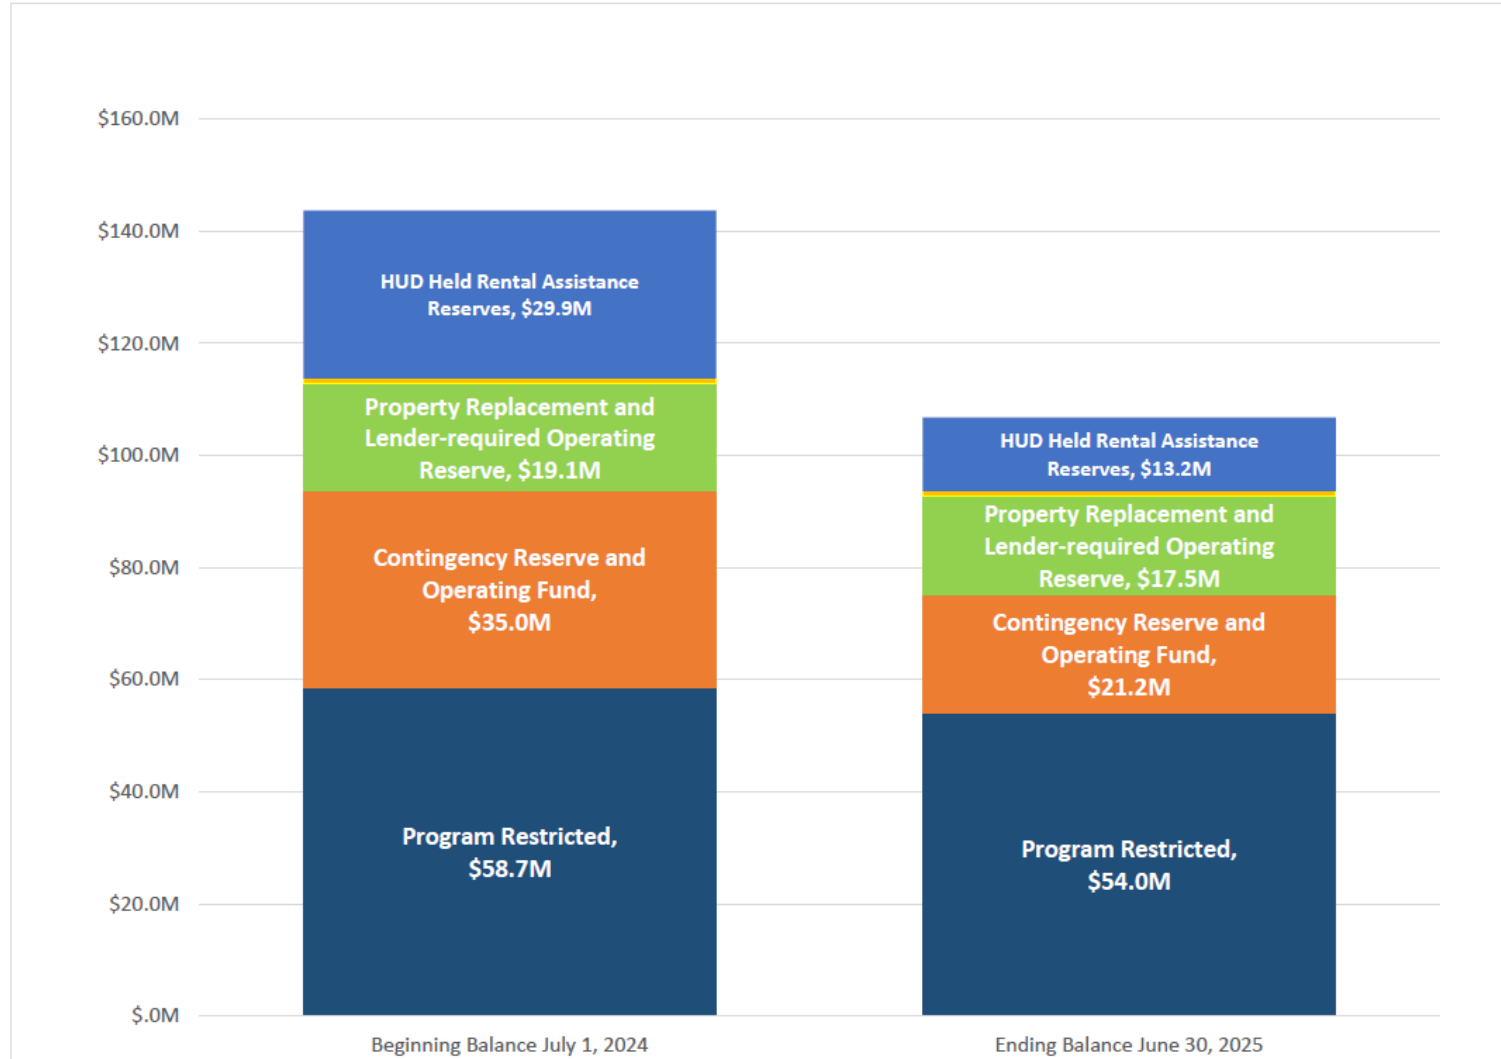 $160.0M
$140.0M
$120.0M
$100.0M
$80.0M
$60.0M
$40.0M
$20.0M
$.0M
HUD Held Rental Assistance
Reserves, $29.9M
Property Replacement and
Lender-required Operating
Reserve, $19.1M
Contingency Reserve and
Operating Fund,
$35.0M
Program Restricted,
$58.7M
HUD Held Rental Assistance
Reserves, $13.2M
Property Replacement and
Lender-required Operating
Reserve, $17.5M
Contingency Reserve and
Operating Fund,
$21.2M
Program Restricted,
$54.0M
Beginning Balance July 1, 2024
Ending Balance June 30, 2025